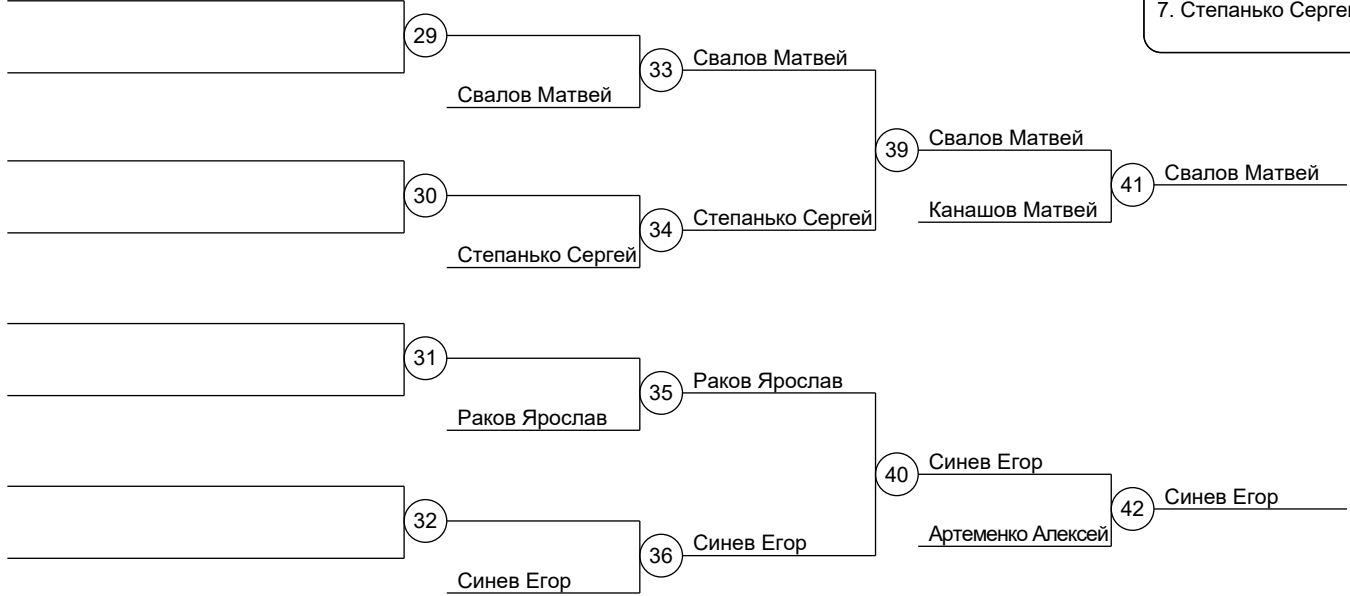 7. Степанько Сергей
29
33
Свалов Матвей
Свалов Матвей
39
Свалов Матвей
41
Свалов Матвей
30
34
Степанько Сергей
Канашов Матвей
Степанько Сергей
31
35
Раков Ярослав
Раков Ярослав
40
Синев Егор
42
Синев Егор
32
36
Синев Егор
Артеменко Алексей
Синев Егор